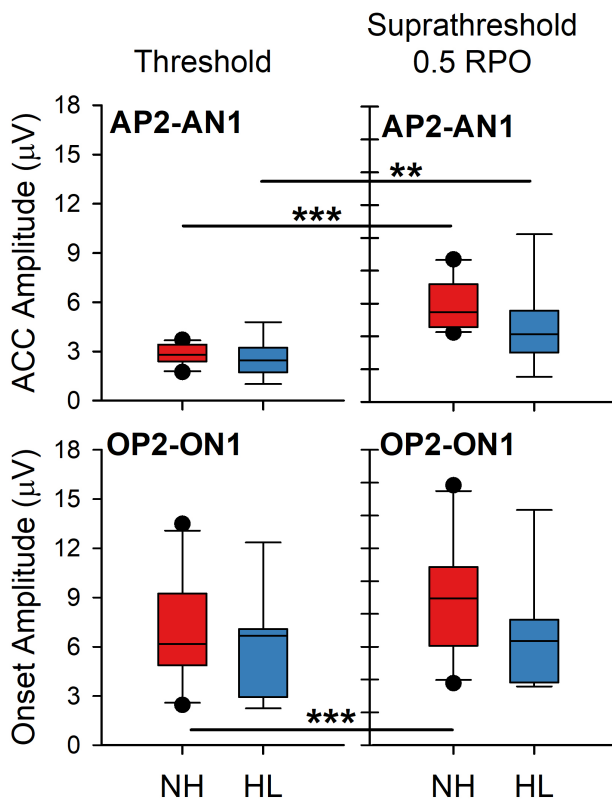 Threshold
Suprathreshold
0.5 RPO
ACC Amplitude (μV)
18
15
12
9
6
3
0
AP2-AN1
AP2-AN1
**
***
Onset Amplitude (μV)
18
15
12
9
6
3
0
OP2-ON1
OP2-ON1
***
NH HL NH HL